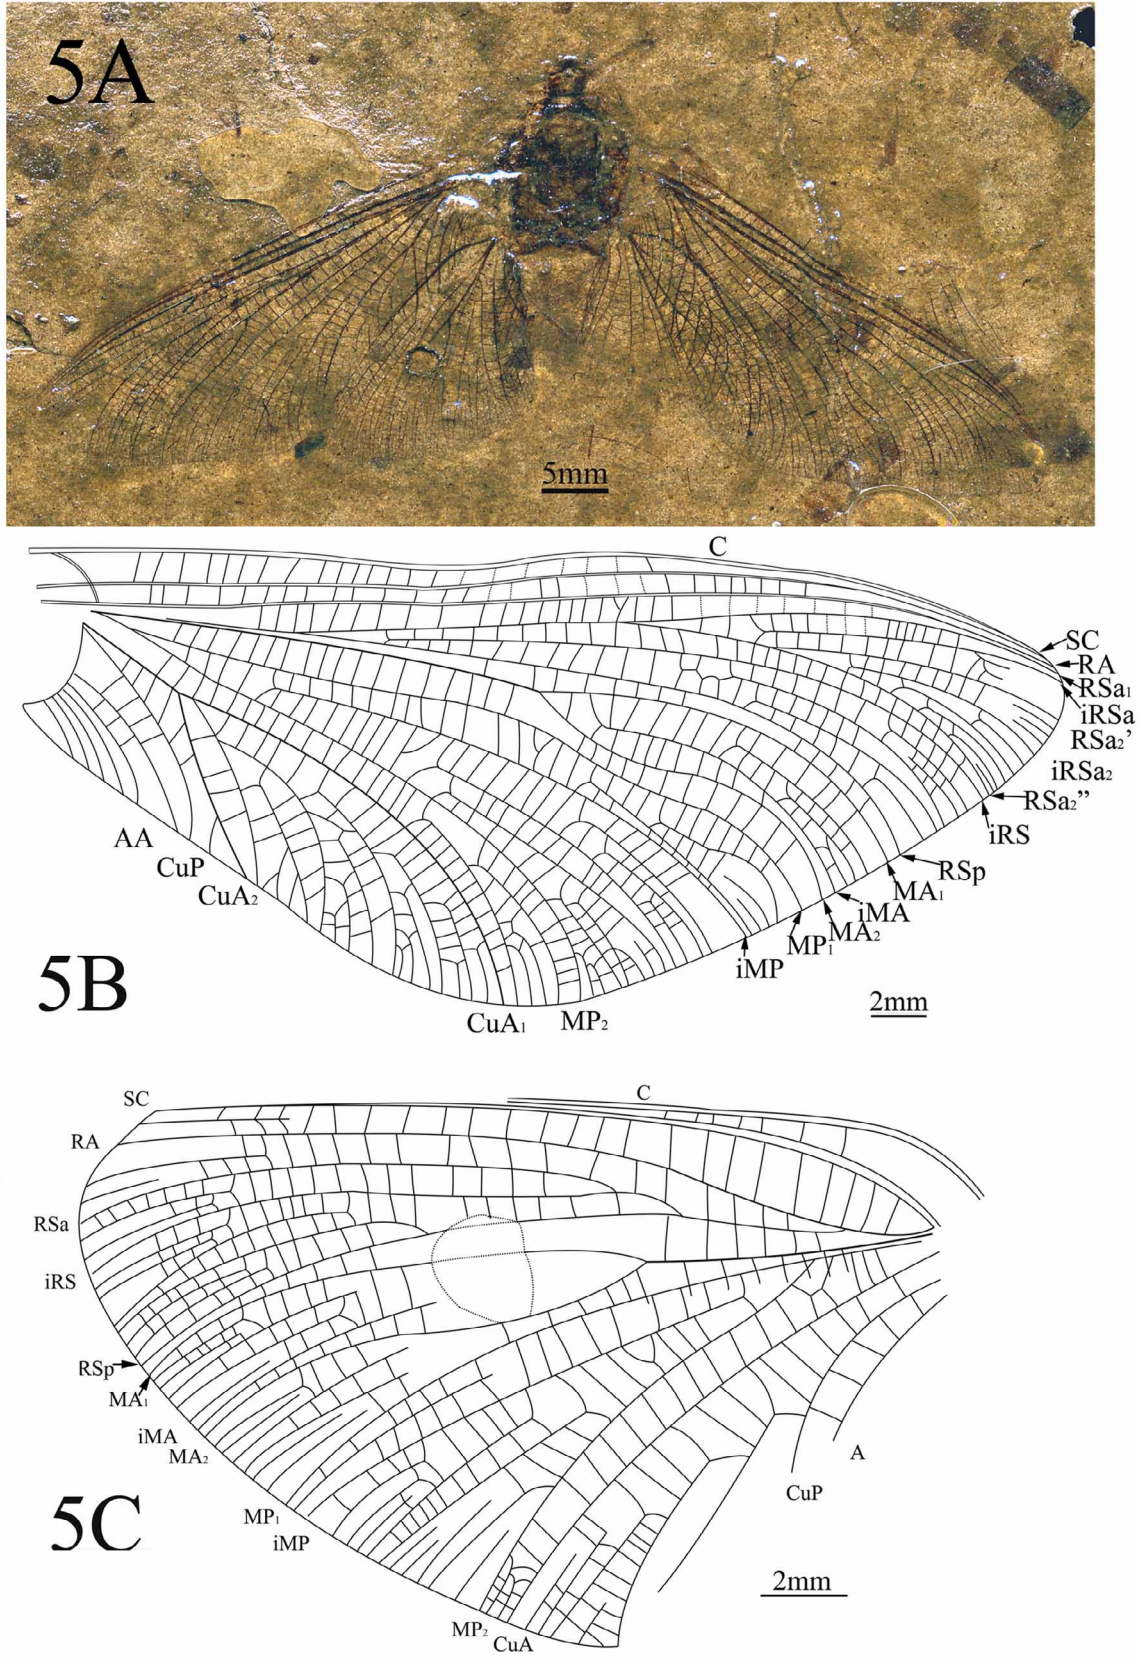 5A
5mm
C
SC
RA
RSa₁
iRSa
RSa₂’
iRSa₂
RSa₂”
iRS
RSp
MA₁
iMA
MA₂
MP₁
iMP
AA
CuP
CuA₂
5B
2mm
CuA₁
MP₂
C
SC
RA
RSa
iRS
RSp
MA₁
iMA
MA₂
A
CuP
5C
MP₁
iMP
2mm
MP₂
CuA